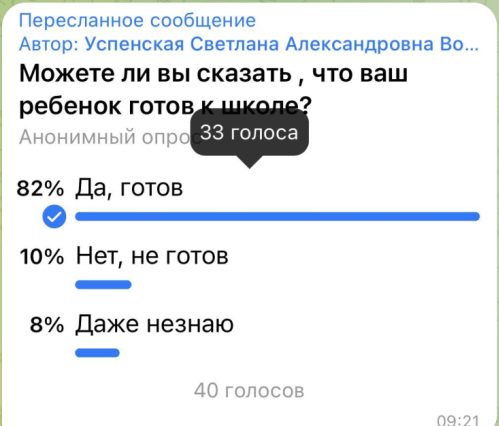 Пересланное сообщение
Автор: Успенская Светлана Александровна Во...
Можете ли вы сказать , что ваш
ребенок готов к школе?
Анонимный опро
33 голоса
82% Да, готов
10% Нет, не готов
8% Даже незнаю
40 голосов
09:21